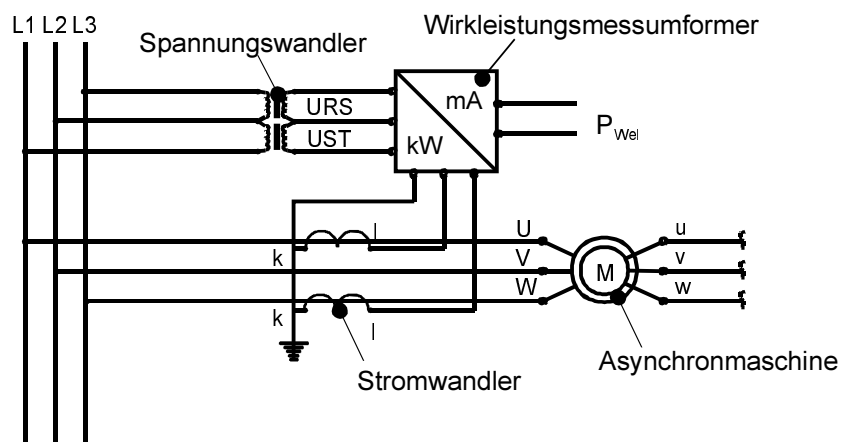 L1 L2 L3
Spannungswandler
Wirkleistungsmessumformer
URS
UST
mA
kW
PWel
k
l
U
V
W
M
u
v
w
k
l
Stromwandler
Asynchronmaschine